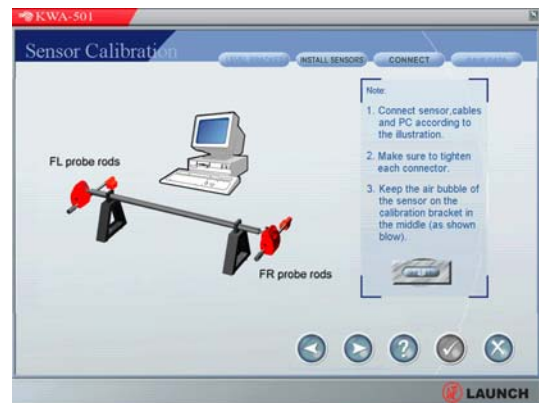 KWA-501
Sensor Calibration
INSTALL SENSORS
CONNECT
Note:
1. Connect sensor,cables
and PC according to
the illustration.
2. Make sure to tighten
each connector.
3. Keep the air bubble of
the sensor on the
calibration bracket in
the middle (as shown
blow).
FL probe rods
FR probe rods
LAUNCH